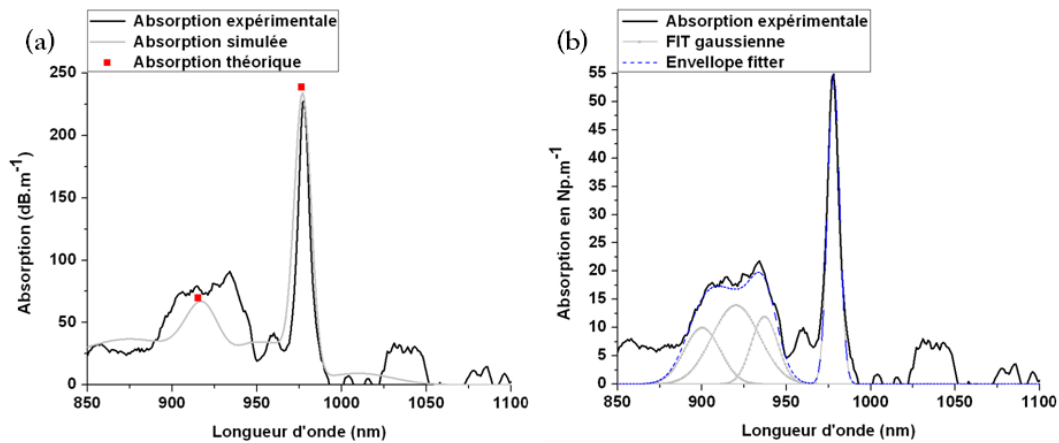 (a)
Absorption expérimentale
Absorption simulée
Absorption théorique
250
200
150
100
50
0
Absorption (dB.m-1)
850
900
950
1000
1050
1100
Longueur d'onde (nm)
(b)
Absorption expérimentale
FIT gaussienne
Envellope fitter
55
50
45
40
35
30
25
20
15
10
5
0
Absorption en Np.m-1
850
900
950
1000
1050
1100
Longueur d'onde (nm)